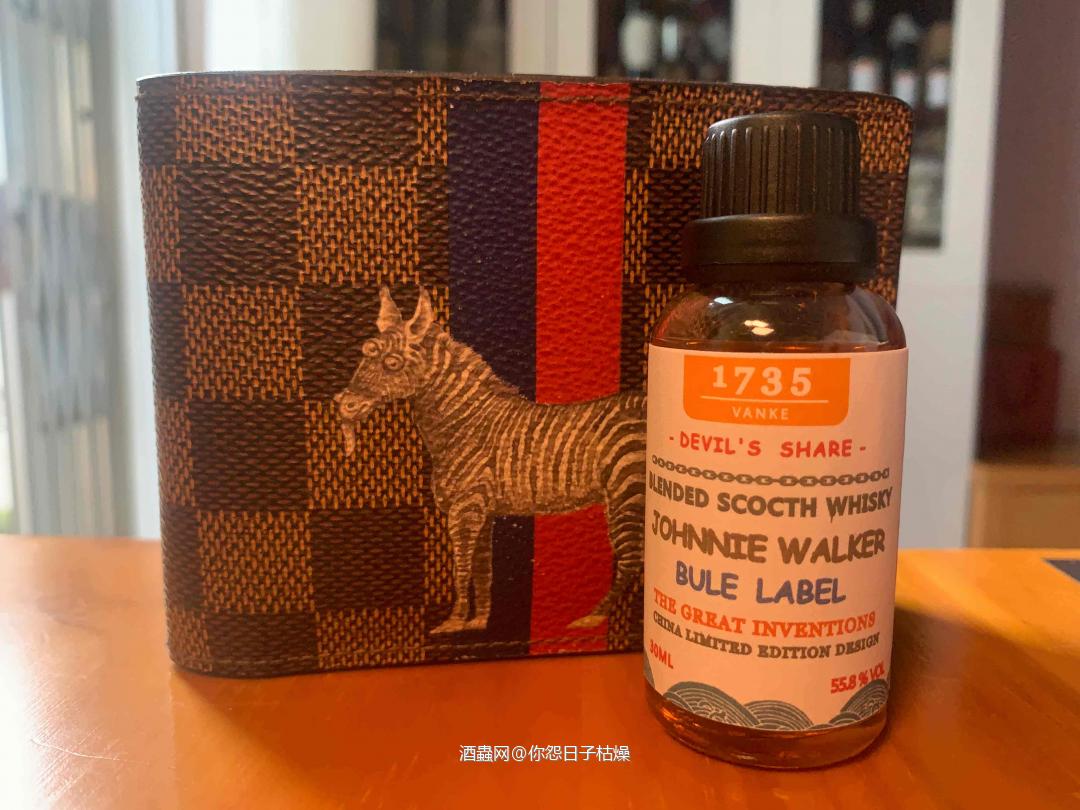 1735
VANKE
- DEVIL'S SHARE -
BLENDED SCOCTH WHISKY
JOHNNIE WALKER
BULE LABEL
THE GREAT INVENTIONS
CHINA LIMITED EDITION DESIGN
30ML
55.8 % VOL
酒蟲网@你怨日子枯燥